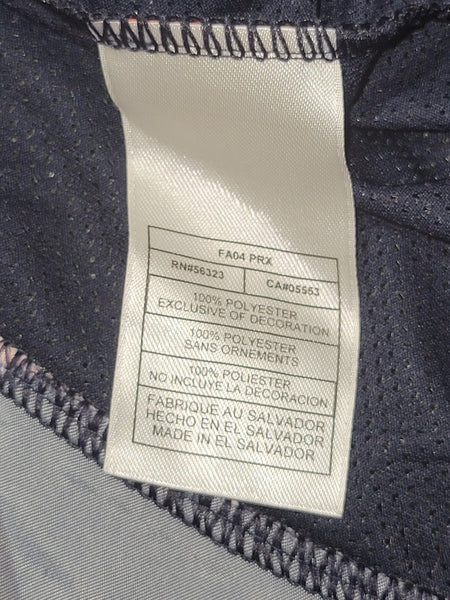 FA04 PRX
RN#56323 CA#05553
100% POLYESTER
EXCLUSIVE OF DECORATION
100% POLYESTER
SANS ORNEMENTS
100% POLIESTER
NO INCLUYE LA DECORACION
FABRIQUE AU SALVADOR
HECHO EN EL SALVADOR
MADE IN EL SALVADOR